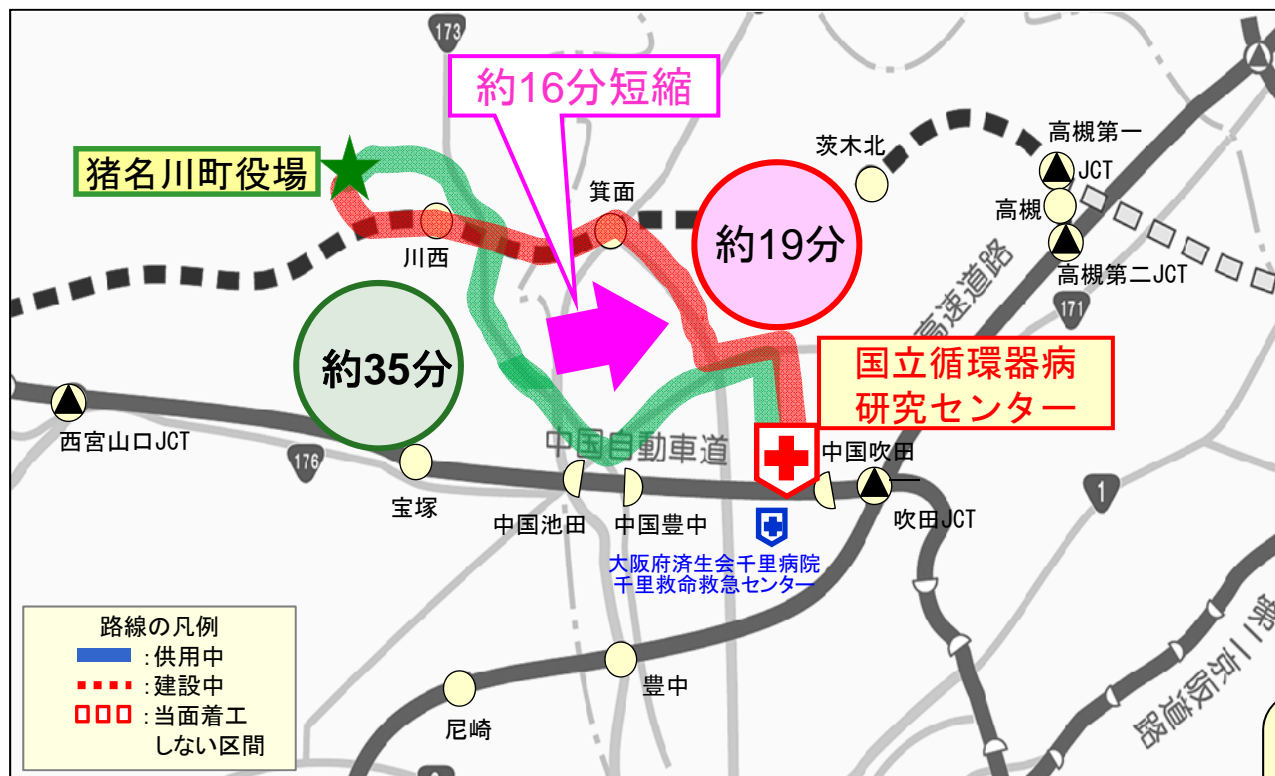 173
約16分短縮
猪名川町役場
茨木北
高槻第一
JCT
箕面
高槻
約19分
川西
高槻第二JCT
高速道路
171
約35分
国立循環器病
研究センター
西宮山口JCT
中国自動車道
中国吹田
176
宝塚
中国池田
中国豊中
吹田JCT
1
大阪府済生会千里病院
千里救命救急センター
第二京阪道路
路線の凡例
:供用中
:建設中
:当面着工
しない区間
豊中
尼崎